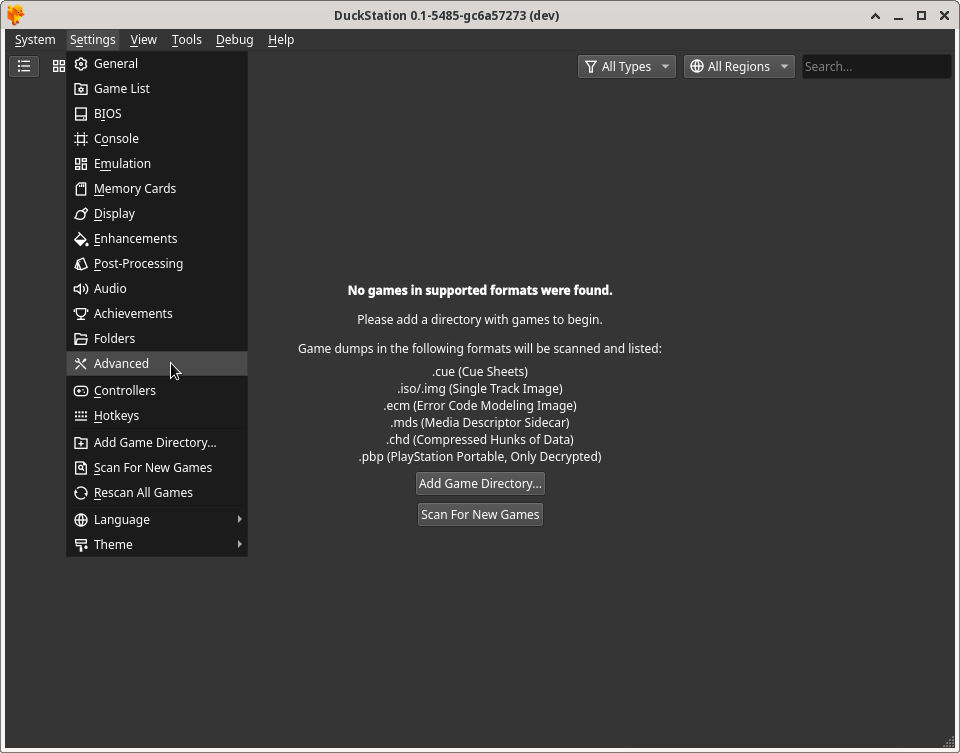 DuckStation 0.1-5485-gc6a57273 (dev)
System Settings View Tools Debug Help
All Types All Regions Search...
General
Game List
BIOS
Console
Emulation
Memory Cards
Display
Enhancements
Post-Processing
Audio
Achievements
Folders
Advanced
Controllers
Hotkeys
Add Game Directory...
Scan For New Games
Rescan All Games
Language
Theme
No games in supported formats were found.
Please add a directory with games to begin.
Game dumps in the following formats will be scanned and listed:
.cue (Cue Sheets)
.iso/.img (Single Track Image)
.ecm (Error Code Modeling Image)
.mds (Media Descriptor Sidecar)
.chd (Compressed Hunks of Data)
.pbp (PlayStation Portable, Only Decrypted)
Add Game Directory...
Scan For New Games